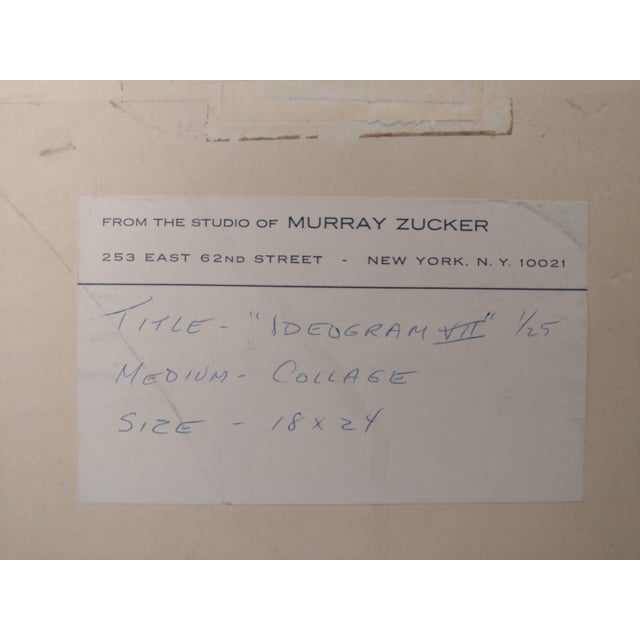 FROM THE STUDIO OF MURRAY ZUCKER
253 EAST 62ND STREET - NEW YORK, N. Y. 10021
TITLE - "IDEOGRAM VII" 1/25
MEDIUM - COLLAGE
SIZE - 18 x 24